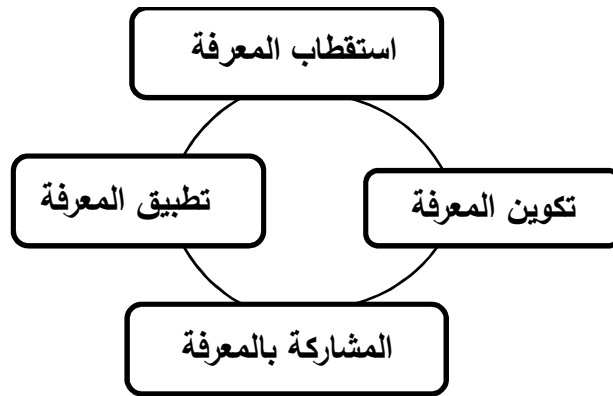 استقطاب المعرفة
تكوين المعرفة
تطبيق المعرفة
المشاركة بالمعرفة